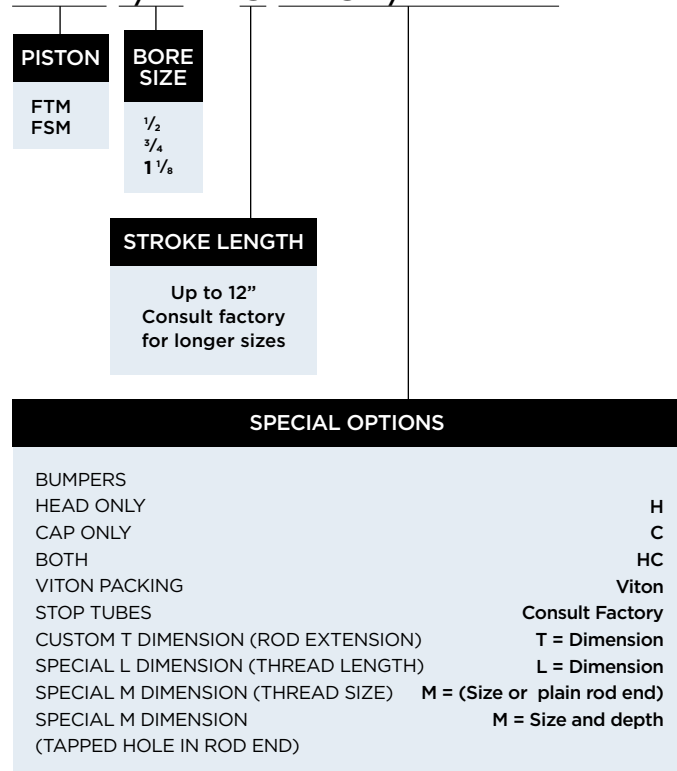 PISTON
FTM
FSM
BORE
SIZE
1/2
3/4
1 1/8
STROKE LENGTH
Up to 12”
Consult factory
for longer sizes
SPECIAL OPTIONS
BUMPERS
HEAD ONLY H
CAP ONLY C
BOTH HC
VITON PACKING Viton
STOP TUBES Consult Factory
CUSTOM T DIMENSION (ROD EXTENSION) T = Dimension
SPECIAL L DIMENSION (THREAD LENGTH) L = Dimension
SPECIAL M DIMENSION (THREAD SIZE) M = (Size or plain rod end)
SPECIAL M DIMENSION M = Size and depth
(TAPPED HOLE IN ROD END)